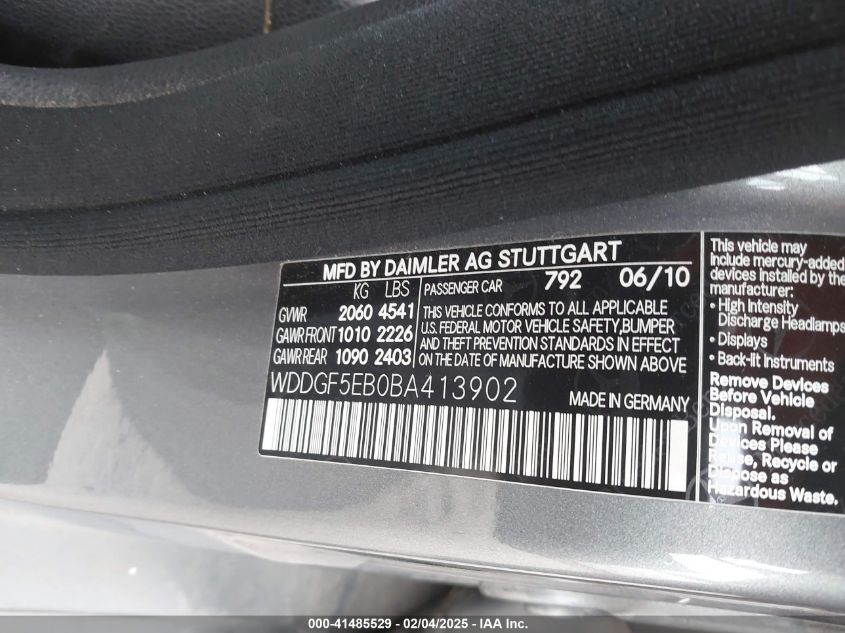 MFD BY DAIMLER AG STUTTGART
KG LBS
GVWR 2060 4541
GAWR FRONT 1010 2226
GAWR REAR 1090 2403
PASSENGER CAR 792 06/10
THIS VEHICLE CONFORMS TO ALL APPLICABLE
U.S. FEDERAL MOTOR VEHICLE SAFETY,BUMPER
AND THEFT PREVENTION STANDARDS IN EFFECT
ON THE DATE OF MANUFACTURE SHOWN ABOVE
WDDGF5EB0BA413902
MADE IN GERMANY
This vehicle may
include mercury-added
devices installed by the
manufacturer:
• High Intensity
Discharge Headlamps
• Displays
• Back-lit Instruments
Remove Devices
Before Vehicle
Disposal.
Upon Removal of
Devices Please
Reuse, Recycle or
Dispose as
Hazardous Waste.
000-41485529 - 02/04/2025 - IAA Inc.